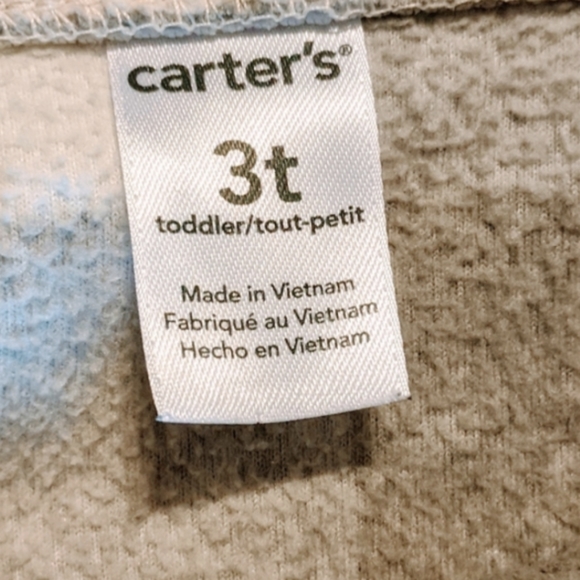 carter's®
3t
toddler/tout-petit
Made in Vietnam
Fabriqué au Vietnam
Hecho en Vietnam